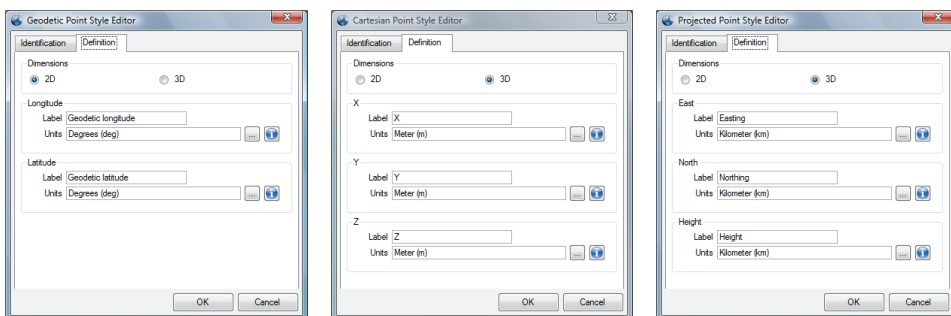 Geodetic Point Style Editor
Identification Definition
Dimensions
2D 3D
Longitude
Label Geodetic longitude
Units Degrees (deg) ...
Latitude
Label Geodetic latitude
Units Degrees (deg) ...
OK Cancel
Cartesian Point Style Editor
Identification Definition
Dimensions
2D 3D
X
Label X
Units Meter (m) ...
Y
Label Y
Units Meter (m) ...
Z
Label Z
Units Meter (m) ...
OK Cancel
Projected Point Style Editor
Identification Definition
Dimensions
2D 3D
East
Label Easting
Units Kilometer (km) ...
North
Label Northing
Units Kilometer (km) ...
Height
Label Height
Units Kilometer (km) ...
OK Cancel